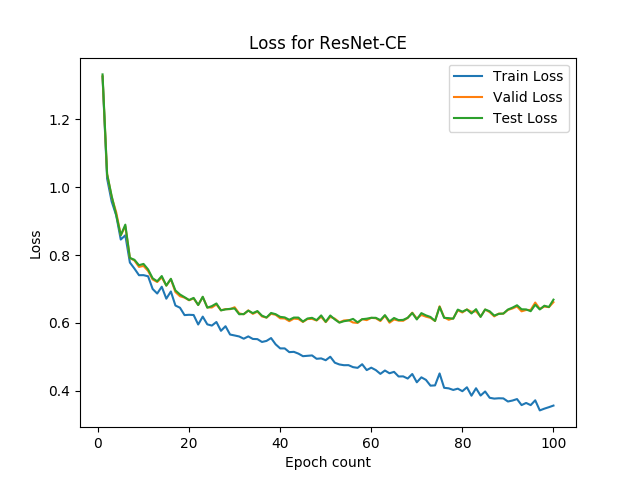 Loss for ResNet-CE
Train Loss
Valid Loss
Test Loss
1.2
1.0
0.8
0.6
0.4
Loss
0 20 40 60 80 100
Epoch count